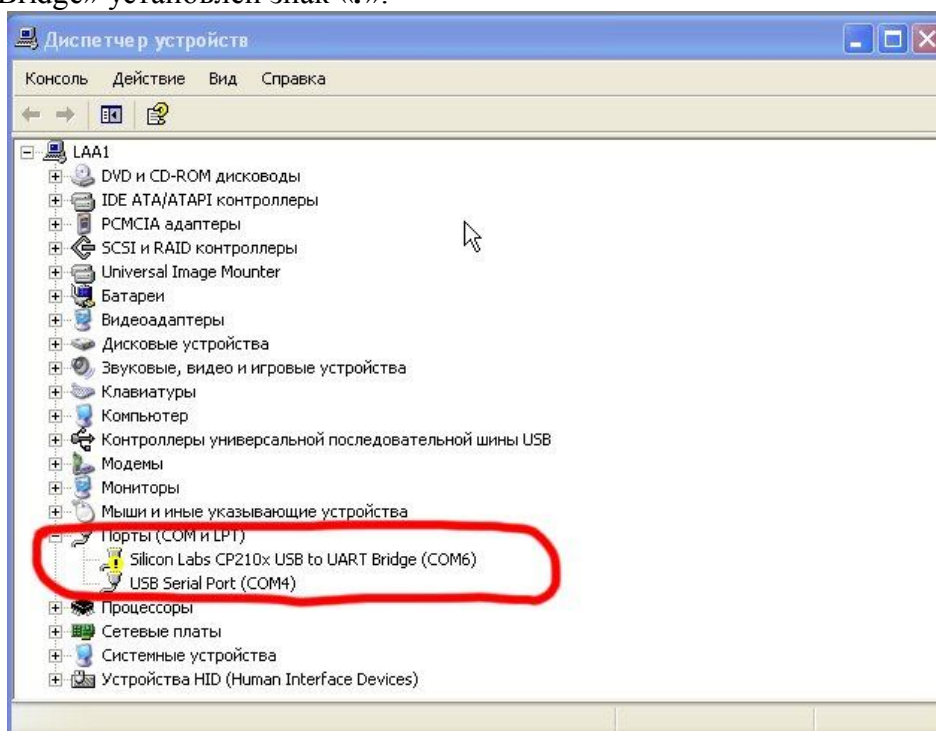 Bridge» установлен знак «!».
Диспетчер устройств
Консоль Действие Вид Справка
LAA1
DVD и CD-ROM дисководы
IDE ATA/ATAPI контроллеры
PCMCIA адаптеры
SCSI и RAID контроллеры
Universal Image Mounter
Батареи
Видеоадаптеры
Дисковые устройства
Звуковые, видео и игровые устройства
Клавиатуры
Компьютер
Контроллеры универсальной последовательной шины USB
Модемы
Мониторы
Мыши и иные указывающие устройства
Порты (COM и LPT)
Silicon Labs CP210x USB to UART Bridge (COM6)
USB Serial Port (COM4)
Процессоры
Сетевые платы
Системные устройства
Устройства HID (Human Interface Devices)